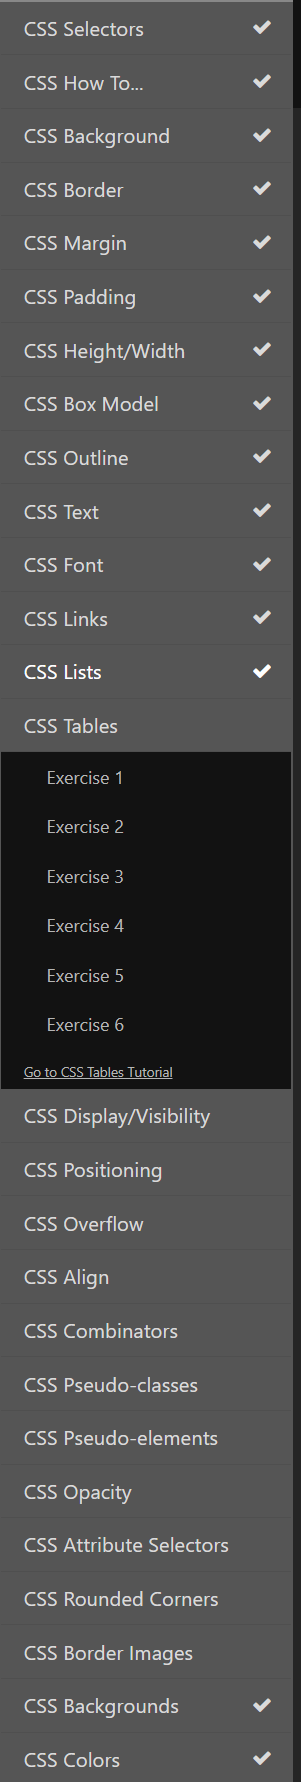 CSS Selectors
CSS How To...
CSS Background
CSS Border
CSS Margin
CSS Padding
CSS Height/Width
CSS Box Model
CSS Outline
CSS Text
CSS Font
CSS Links
CSS Lists
CSS Tables
Exercise 1
Exercise 2
Exercise 3
Exercise 4
Exercise 5
Exercise 6
Go to CSS Tables Tutorial
CSS Display/Visibility
CSS Positioning
CSS Overflow
CSS Align
CSS Combinators
CSS Pseudo-classes
CSS Pseudo-elements
CSS Opacity
CSS Attribute Selectors
CSS Rounded Corners
CSS Border Images
CSS Backgrounds
CSS Colors